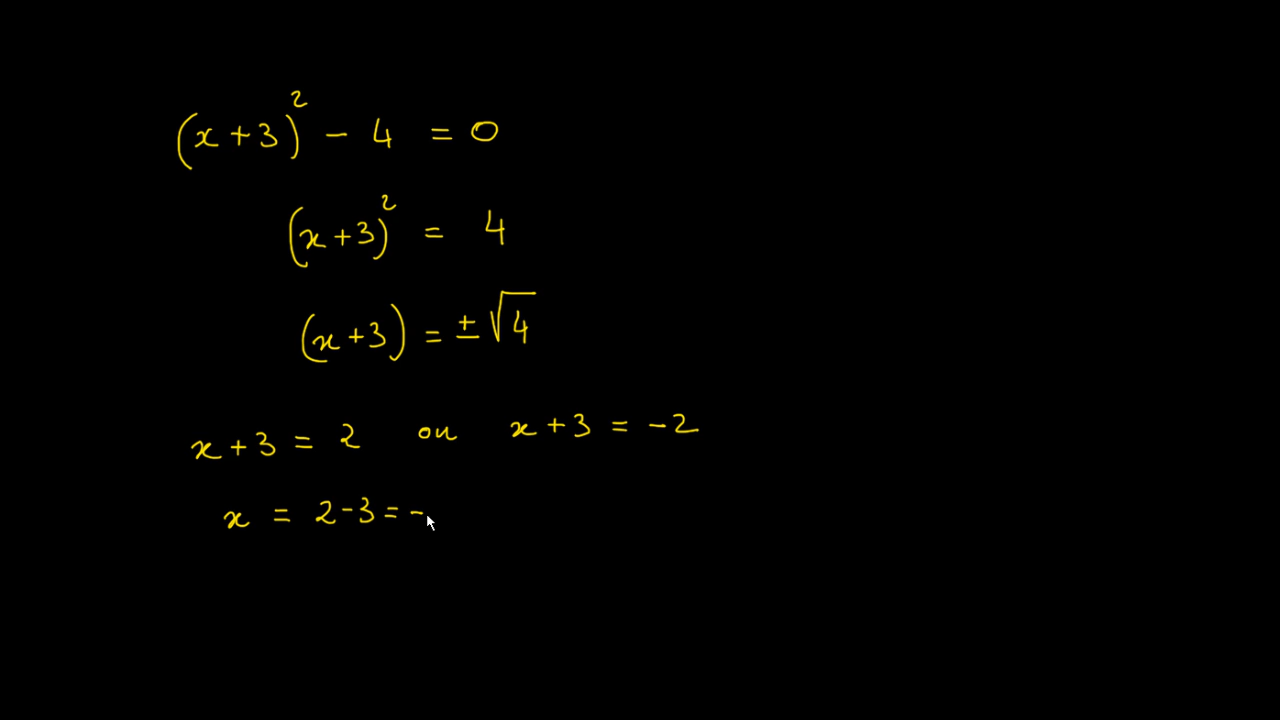 (x+3)² - 4 = 0
(x+3)² = 4
(x+3) = ±√4
x+3 = 2 ou x+3 = -2
x = 2-3 = -